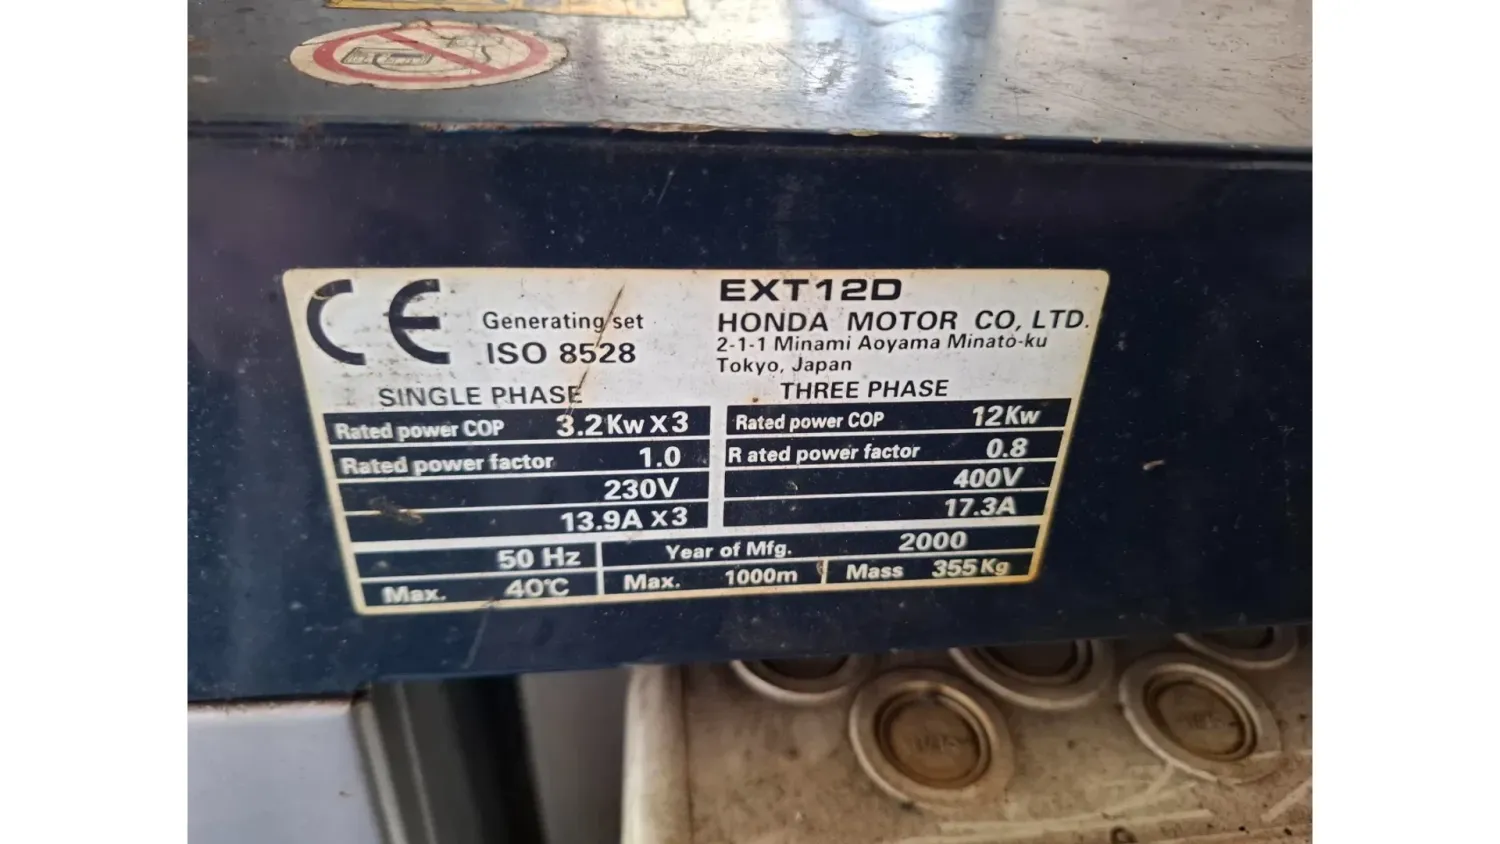 CE
Generating set
ISO 8528
EXT12D
HONDA MOTOR CO, LTD.
2-1-1 Minami Aoyama Minato-ku
Tokyo, Japan
SINGLE PHASE
Rated power COP 3.2Kw X3
Rated power factor 1.0
230V
13.9A X3
THREE PHASE
Rated power COP 12Kw
R ated power factor 0.8
400V
17.3A
50 Hz Year of Mfg. 2000
Max. 40°C Max. 1000m Mass 355Kg